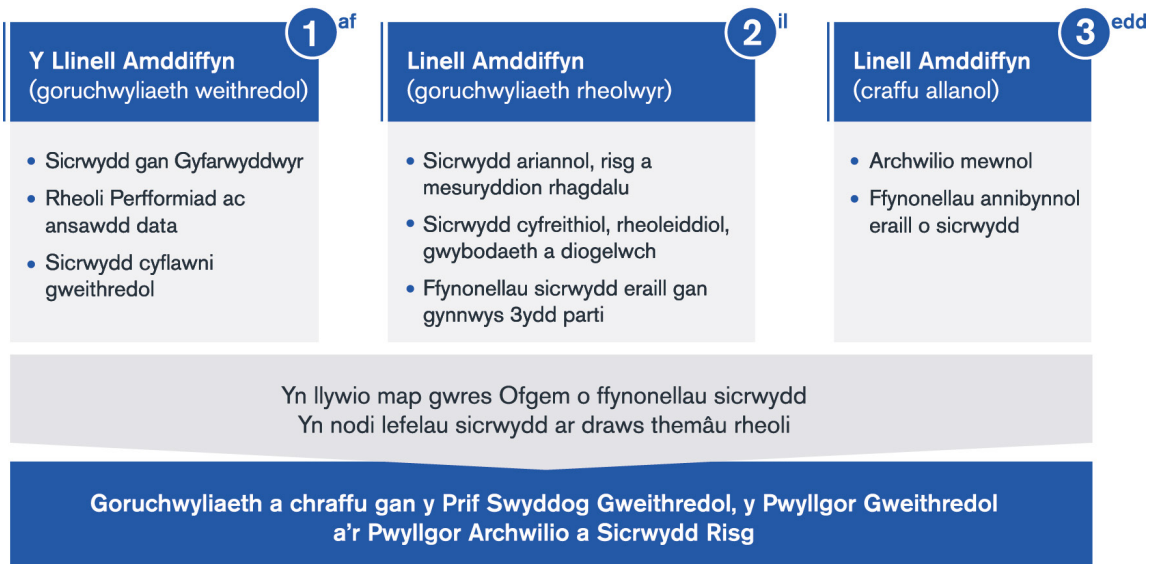 1af
Y Llinell Amddiffyn
(goruchwyliaeth weithredol)
• Sicrwydd gan Gyfarwyddwyr
• Rheoli Perfformiad ac
ansawdd data
• Sicrwydd cyflawni
gweithredol
2il
Linell Amddiffyn
(goruchwyliaeth rheolwyr)
• Sicrwydd ariannol, risg a
mesuryddion rhagdalu
• Sicrwydd cyfreithiol, rheoleiddiol,
gwybodaeth a diogelwch
• Ffynonellau sicrwydd eraill gan
gynnwys 3ydd parti
3edd
Linell Amddiffyn
(craffu allanol)
• Archwilio mewnol
• Ffynonellau annibynnol
eraill o sicrwydd
Yn llywio map gwres Ofgem o ffynonellau sicrwydd
Yn nodi lefelau sicrwydd ar draws themâu rheoli
Goruchwyliaeth a chraffu gan y Prif Swyddog Gweithredol, y Pwyllgor Gweithredol
a’r Pwyllgor Archwilio a Sicrwydd Risg